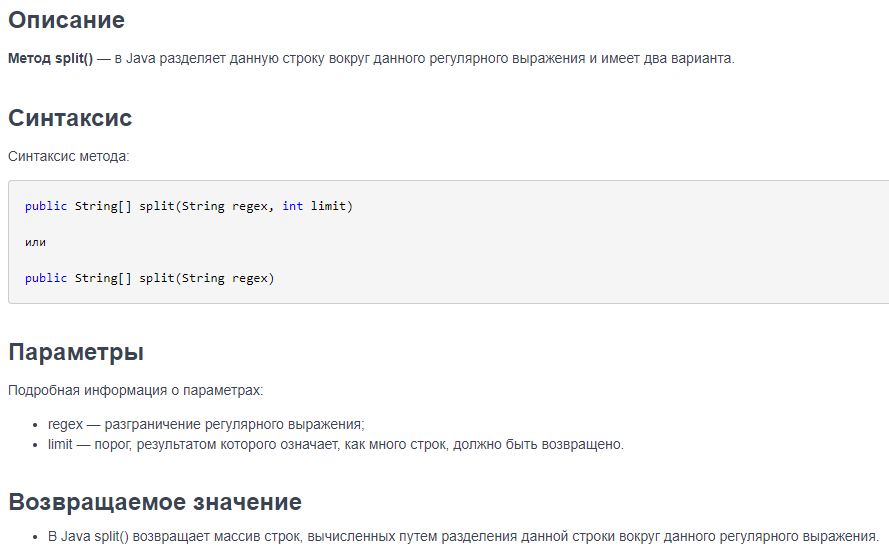 Описание
Метод split() — в Java разделяет данную строку вокруг данного регулярного выражения и имеет два варианта.
Синтаксис
Синтаксис метода:
public String[] split(String regex, int limit)
или
public String[] split(String regex)
Параметры
Подробная информация о параметрах:
• regex — разграничение регулярного выражения;
• limit — порог, результатом которого означает, как много строк, должно быть возвращено.
Возвращаемое значение
• В Java split() возвращает массив строк, вычисленных путем разделения данной строки вокруг данного регулярного выражения.